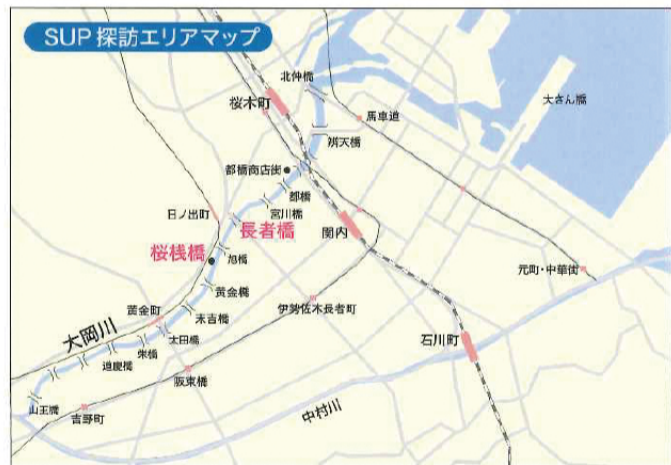 SUP探訪エリアマップ
北仲橋
桜木町
大さん橋
馬車道
弁天橋
都橋商店街
都橋
日ノ出町
宮川橋
長者橋
関内
桜桟橋
旭橋
元町・中華街
黄金橋
伊勢佐木長者町
黄金町
末吉橋
大岡川
太田橋
石川町
栄橋
道慶橋
阪東橋
山王橋
中村川
吉野町